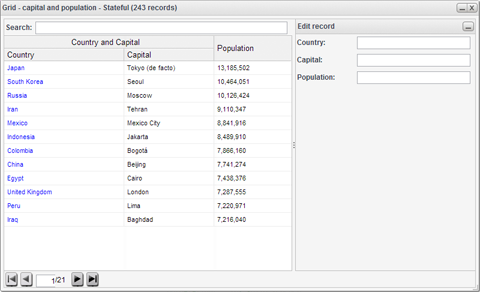 Grid - capital and population - Stateful (243 records)
Search:
Edit record
Country and Capital
Population
Country Capital
Japan Tokyo (de facto) 13,185,502
South Korea Seoul 10,464,051
Russia Moscow 10,126,424
Iran Tehran 9,110,347
Mexico Mexico City 8,841,916
Indonesia Jakarta 8,489,910
Colombia Bogotá 7,866,160
China Beijing 7,741,274
Egypt Cairo 7,438,376
United Kingdom London 7,287,555
Peru Lima 7,220,971
Iraq Baghdad 7,216,040
Country:
Capital:
Population:
1/21